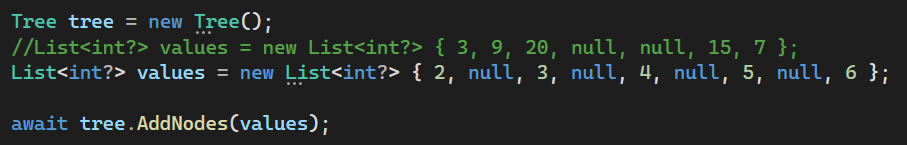 Tree tree = new Tree();
//List<int?> values = new List<int?> { 3, 9, 20, null, null, 15, 7 };
List<int?> values = new List<int?> { 2, null, 3, null, 4, null, 5, null, 6 };
await tree.AddNodes(values);